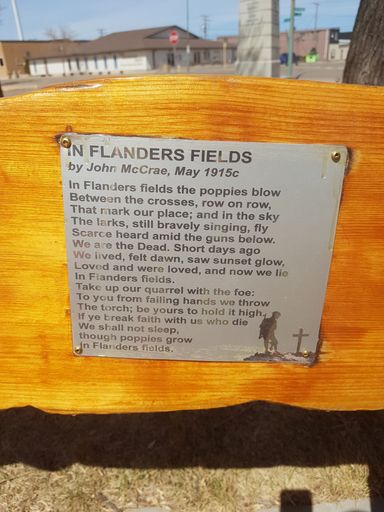 IN FLANDERS FIELDS
by John McCrae, May 1915c
In Flanders fields the poppies blow
Between the crosses, row on row,
That mark our place; and in the sky
The larks, still bravely singing, fly
Scarce heard amid the guns below.
We are the Dead. Short days ago
We lived, felt dawn, saw sunset glow,
Loved and were loved, and now we lie
In Flanders fields.
Take up our quarrel with the foe:
To you from failing hands we throw
The torch; be yours to hold it high.
If ye break faith with us who die
We shall not sleep,
though poppies grow
In Flanders fields.